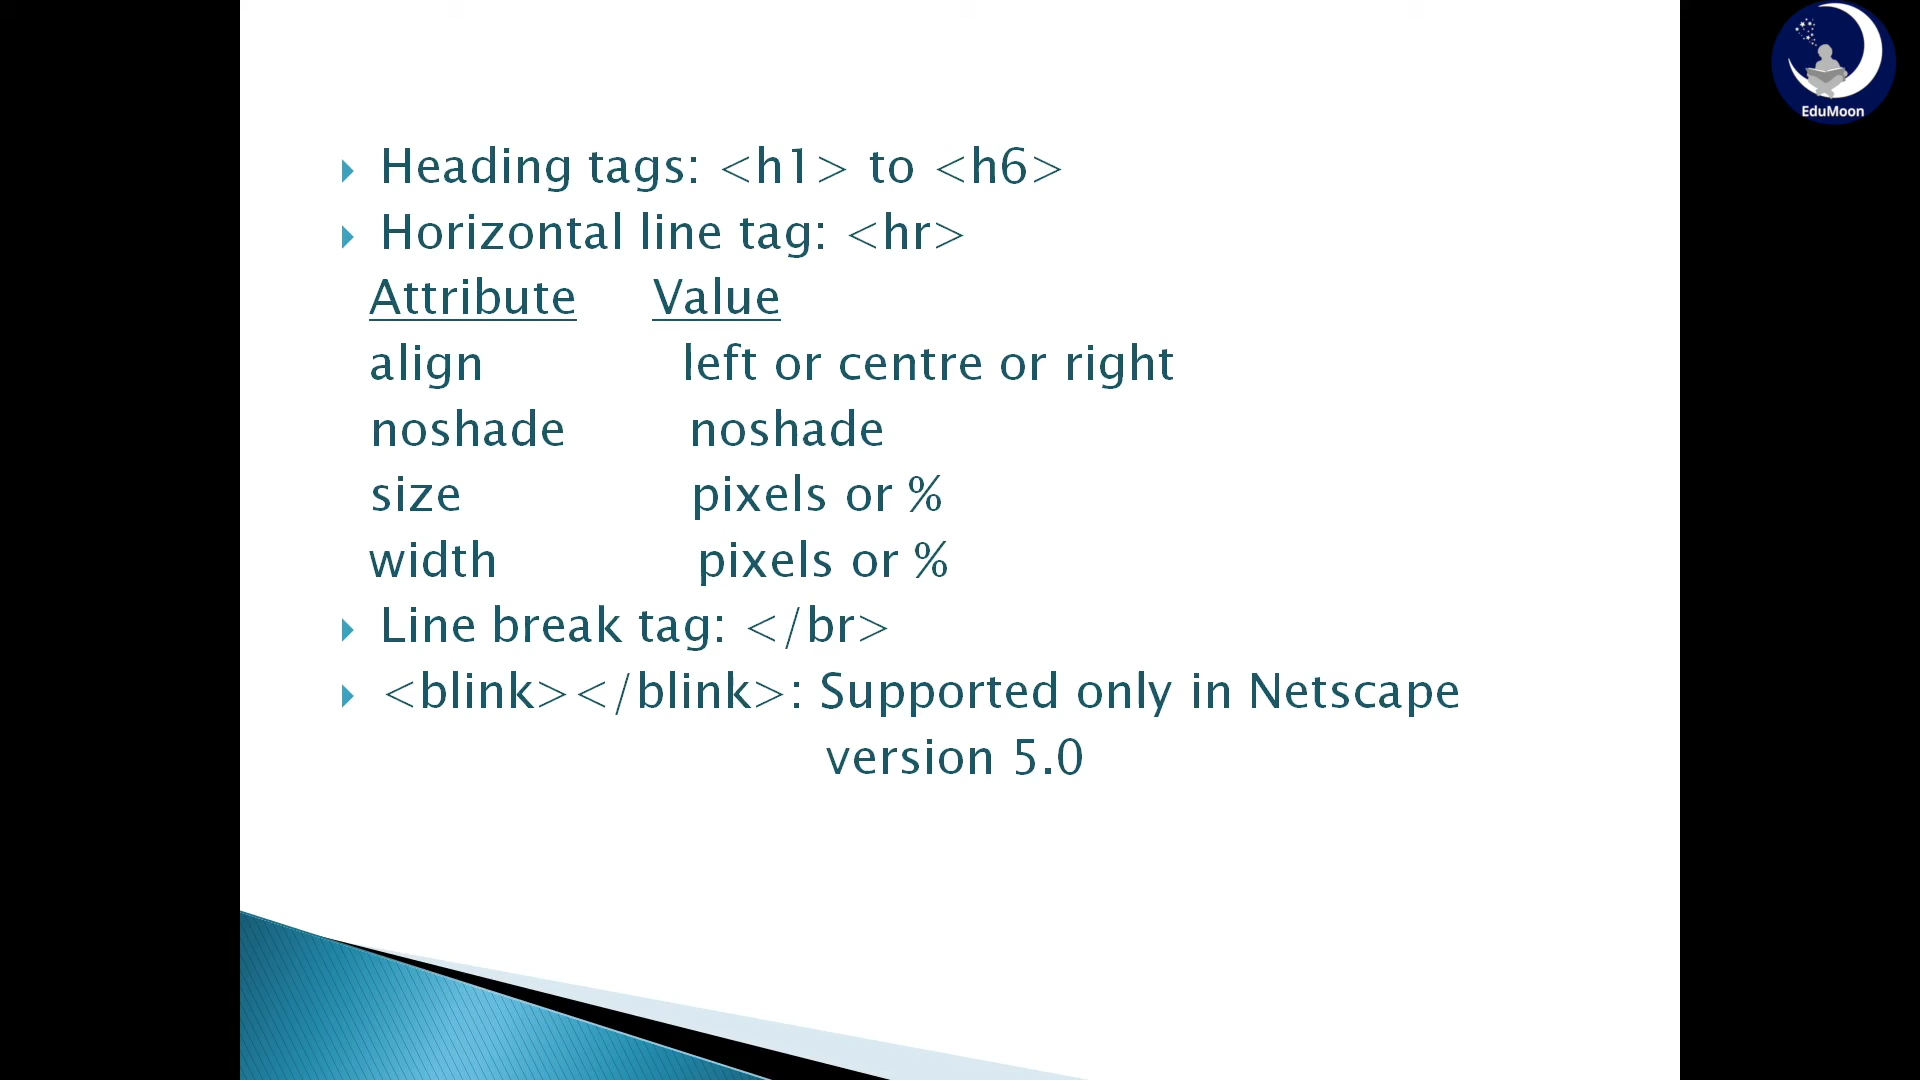 EduMoon
Heading tags: <h1> to <h6>
Horizontal line tag: <hr>
Attribute Value
align left or centre or right
noshade noshade
size pixels or %
width pixels or %
Line break tag: </br>
<blink></blink>: Supported only in Netscape
version 5.0